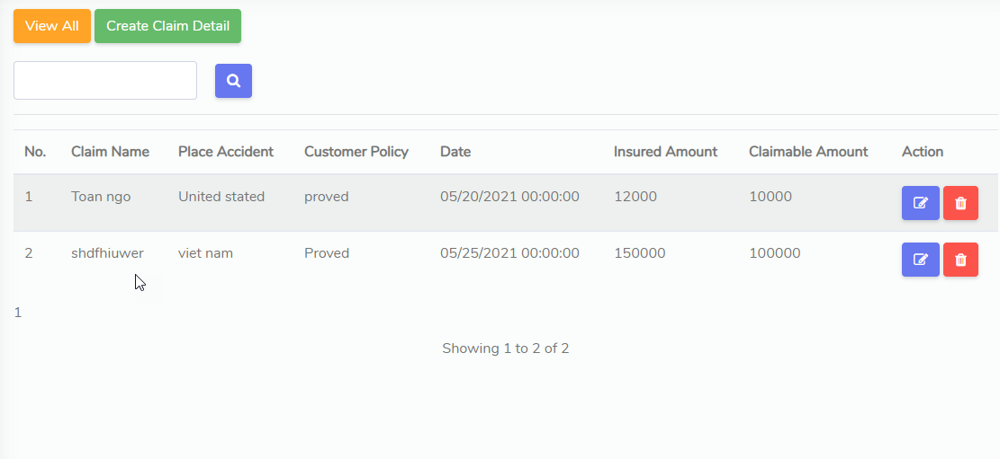 View All Create Claim Detail
No. Claim Name Place Accident Customer Policy Date Insured Amount Claimable Amount Action
1 Toan ngo United stated proved 05/20/2021 00:00:00 12000 10000
2 shdfhiuwer viet nam Proved 05/25/2021 00:00:00 150000 100000
1
Showing 1 to 2 of 2